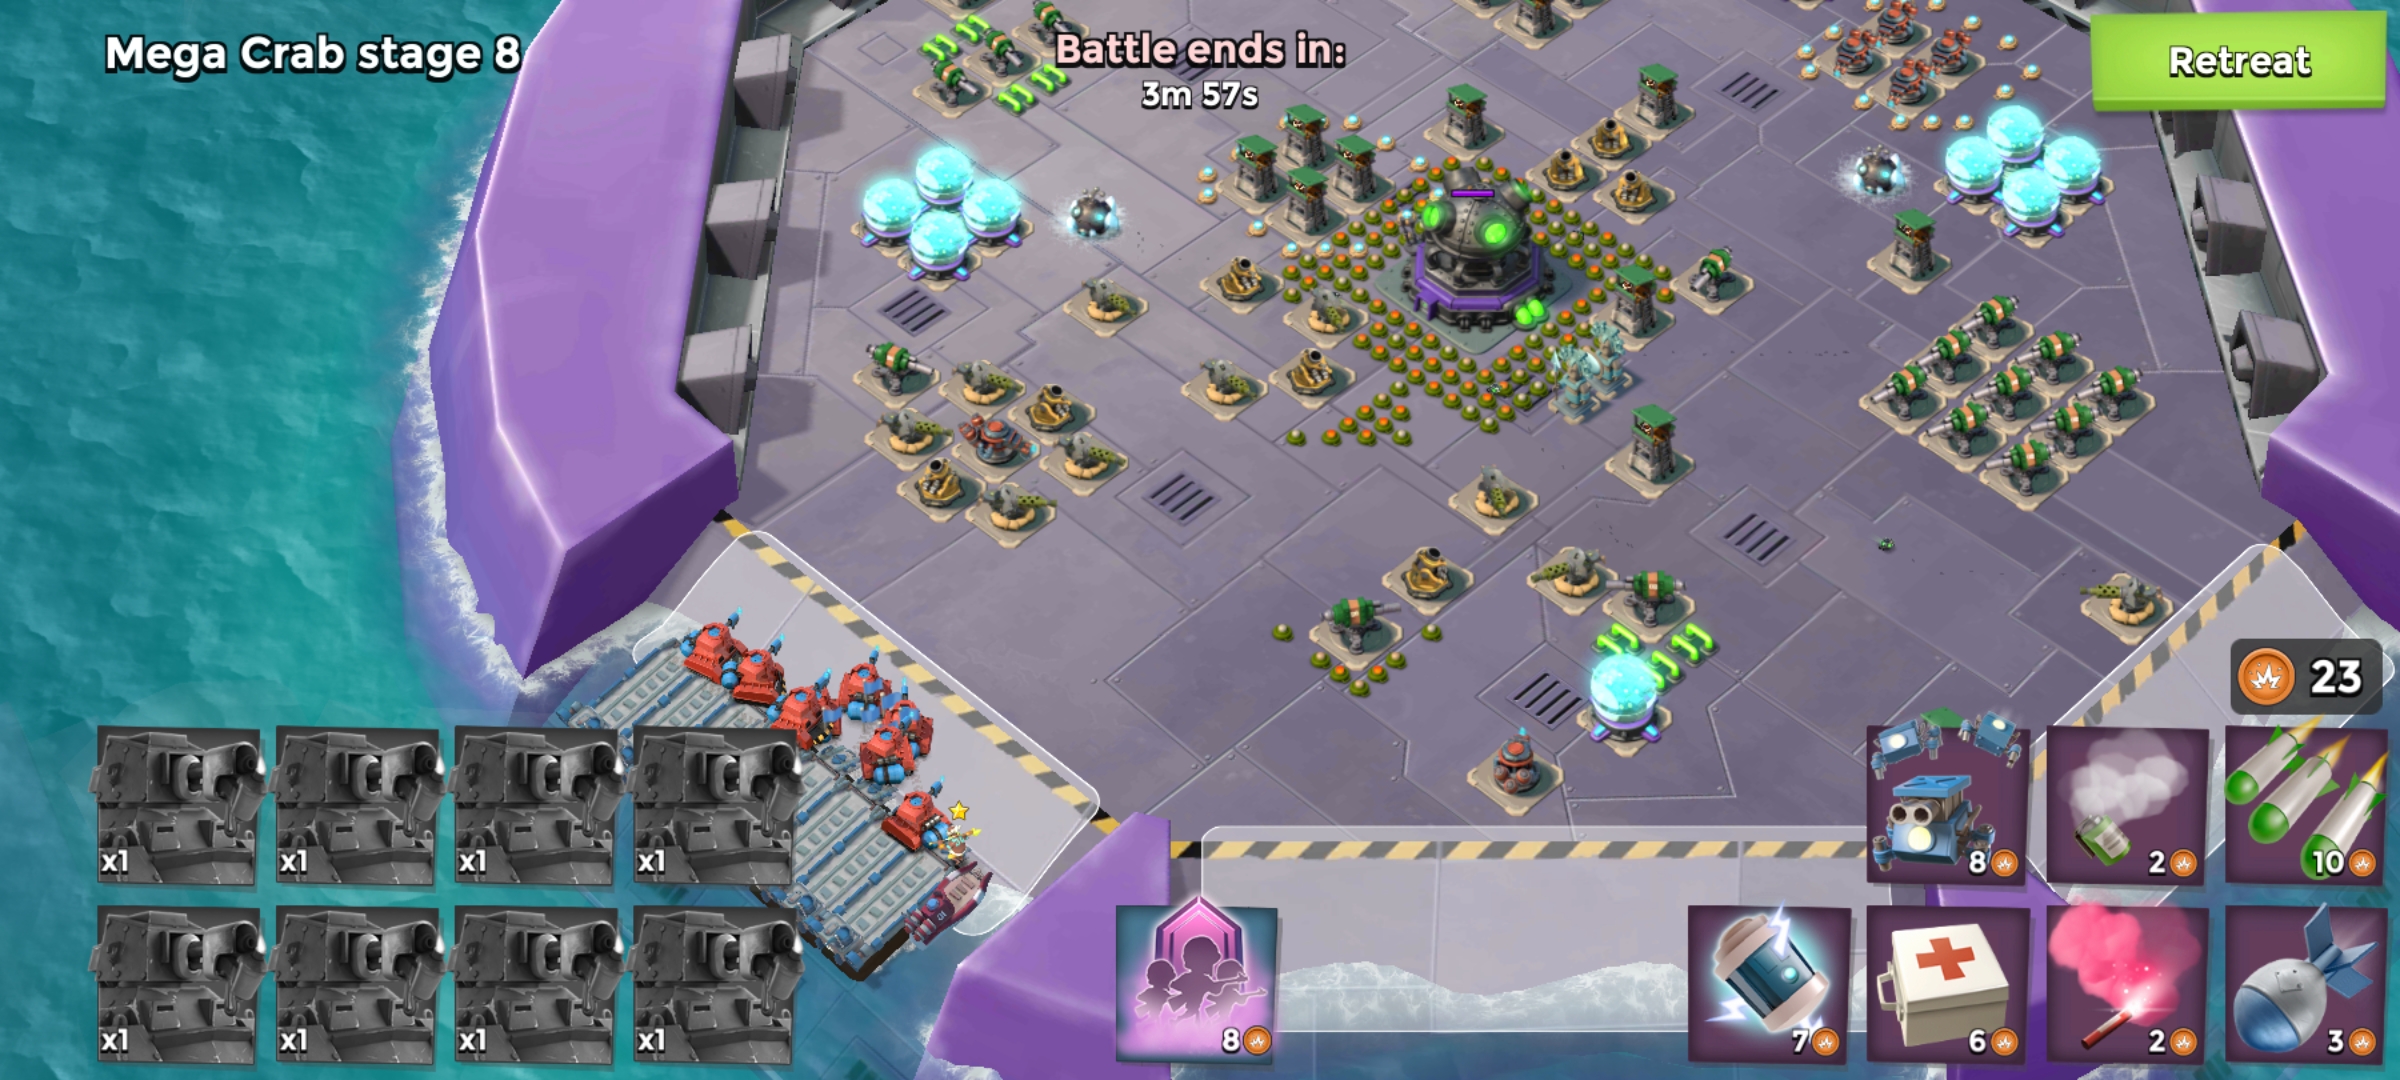 Mega Crab stage 8
Battle ends in:
3m 57s
Retreat
23
x1
x1
x1
x1
8
2
10
x1
x1
x1
x1
8
7
6
2
3